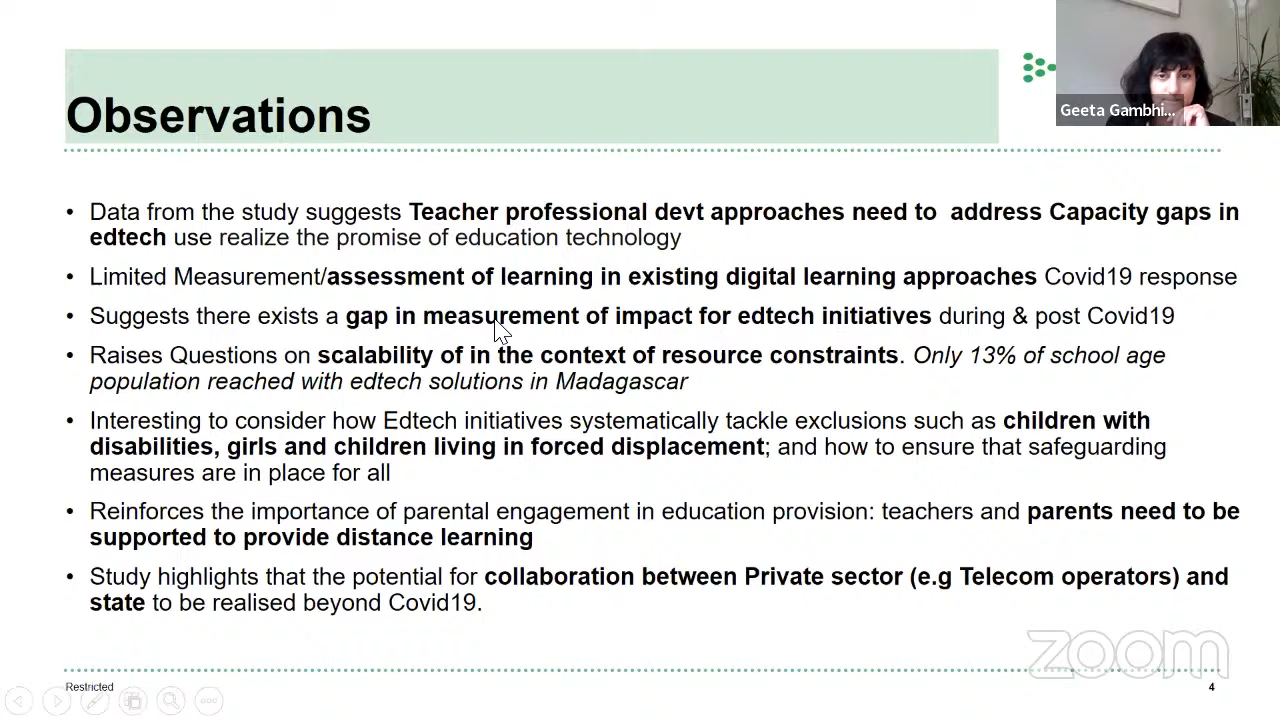 Observations
Geeta Gambhi...
• Data from the study suggests Teacher professional devt approaches need to  address Capacity gaps in
edtech use realize the promise of education technology
• Limited Measurement/assessment of learning in existing digital learning approaches Covid19 response
• Suggests there exists a gap in measurement of impact for edtech initiatives during & post Covid19
• Raises Questions on scalability of in the context of resource constraints. Only 13% of school age
population reached with edtech solutions in Madagascar
• Interesting to consider how Edtech initiatives systematically tackle exclusions such as children with
disabilities, girls and children living in forced displacement; and how to ensure that safeguarding
measures are in place for all
• Reinforces the importance of parental engagement in education provision: teachers and parents need to be
supported to provide distance learning
• Study highlights that the potential for collaboration between Private sector (e.g Telecom operators) and
state to be realised beyond Covid19.
zoom
Restricted
4